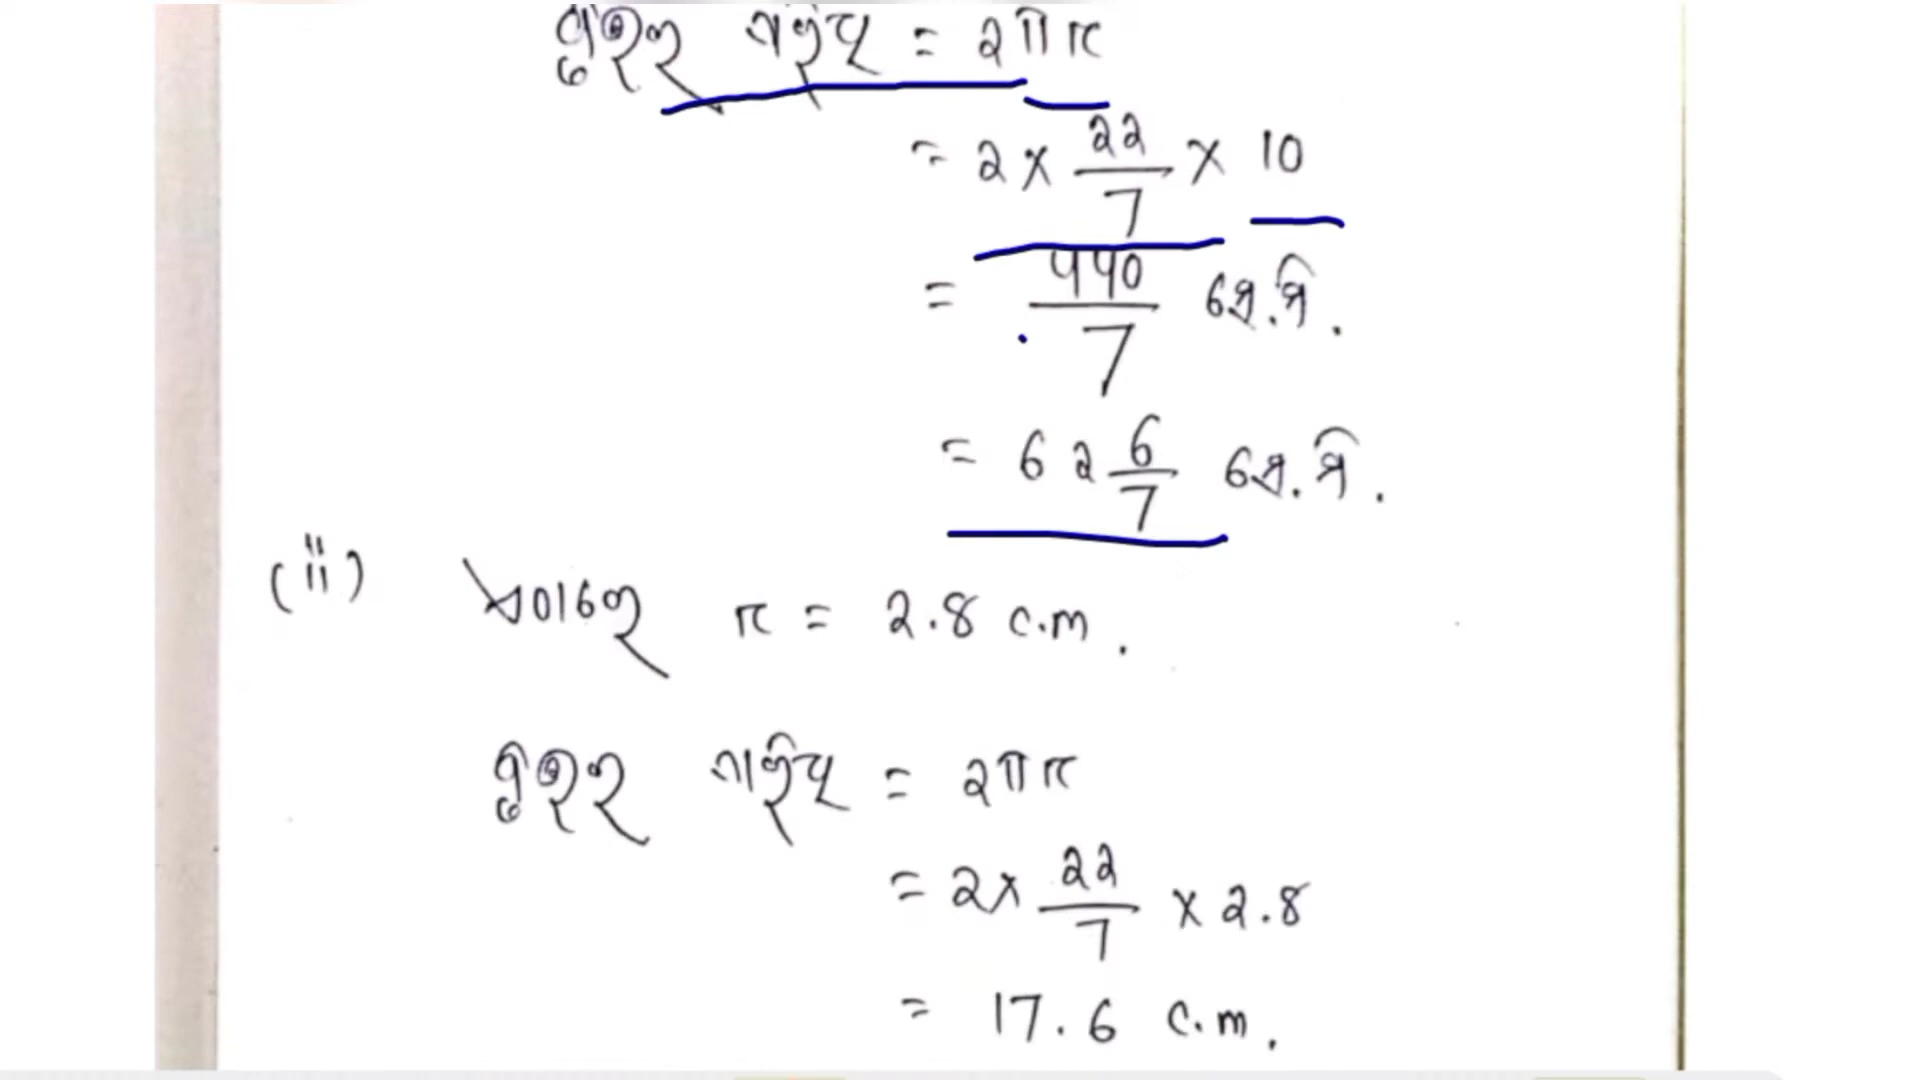 ବୃତ୍ତର ପରିଧି = 2πr
= 2 × 22/7 × 10
= 440/7 ସେ.ମି.
= 62 6/7 ସେ.ମି.
(ii) r = 2.8 c.m.
ବୃତ୍ତର ପରିଧି = 2πr
= 2 × 22/7 × 2.8
= 17.6 c.m.